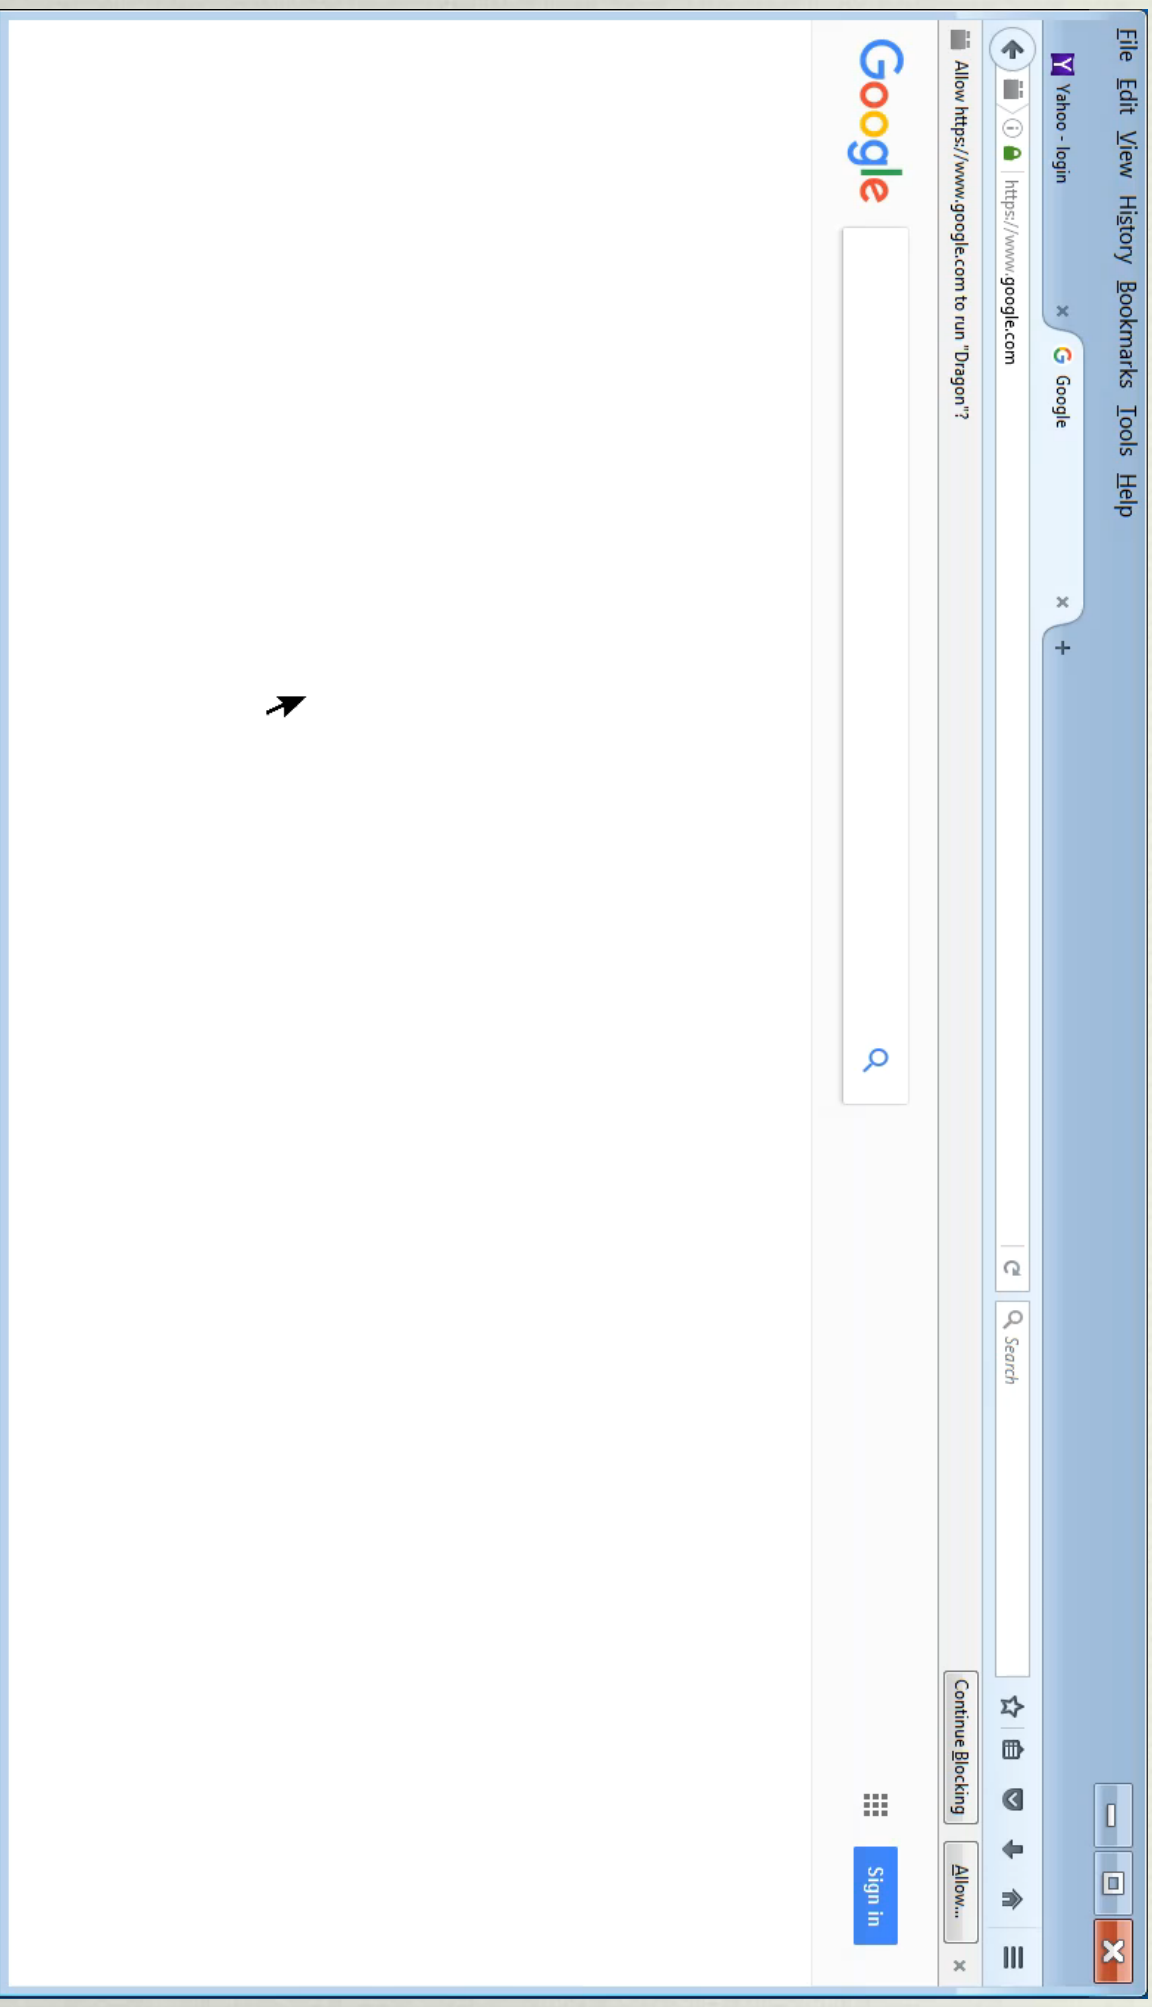 File Edit View History Bookmarks Tools Help
Yahoo - login
Google
https://www.google.com
Search
Allow https://www.google.com to run "Dragon"?
Continue Blocking
Allow...
Google
Sign in